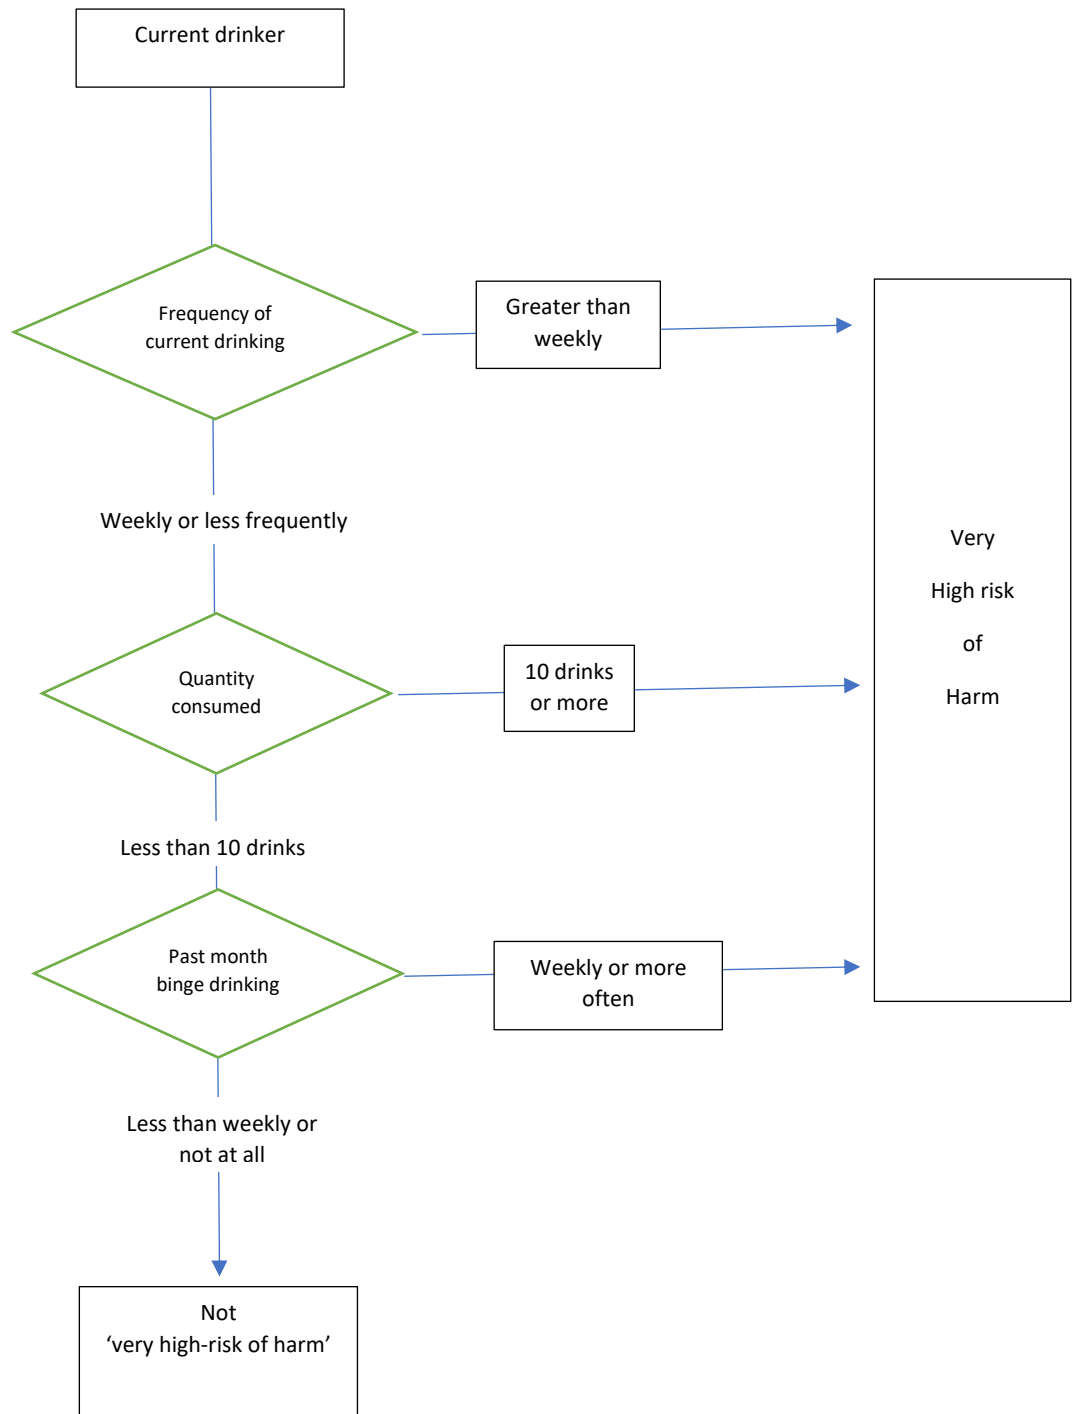 Current drinker
Frequency of
current drinking
Greater than
weekly
Weekly or less frequently
Quantity
consumed
10 drinks
or more
Less than 10 drinks
Past month
binge drinking
Weekly or more
often
Less than weekly or
not at all
Not
‘very high-risk of harm’
Very
High risk
of
Harm